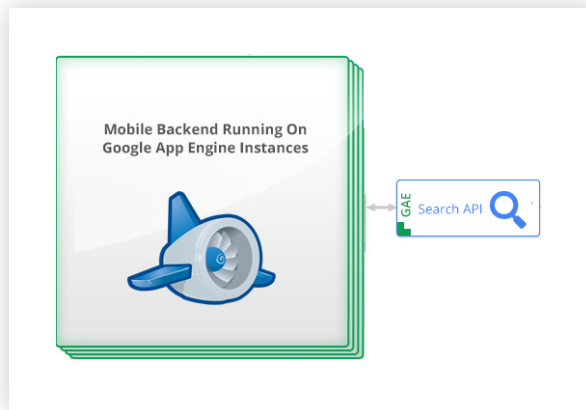 Mobile Backend Running On
Google App Engine Instances
GAE
Search API